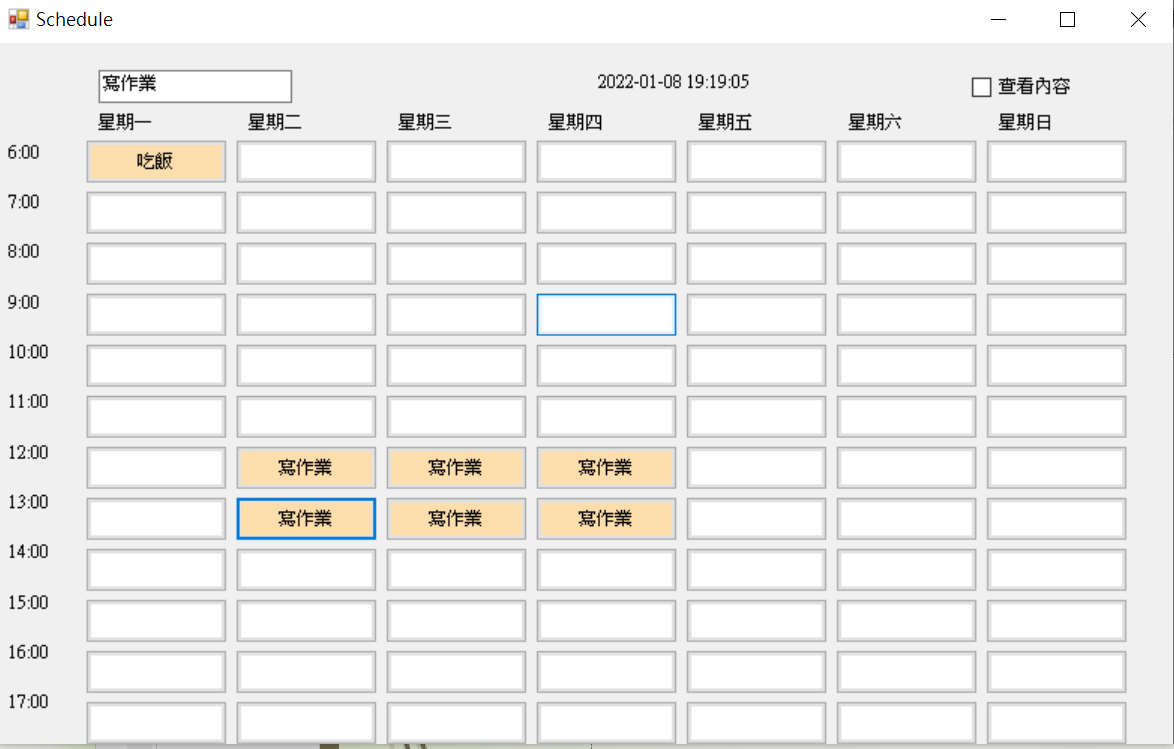 Schedule
寫作業 2022-01-08 19:19:05 查看內容
星期一 星期二 星期三 星期四 星期五 星期六 星期日
6:00 吃飯
7:00
8:00
9:00
10:00
11:00
12:00 寫作業 寫作業 寫作業
13:00 寫作業 寫作業 寫作業
14:00
15:00
16:00
17:00